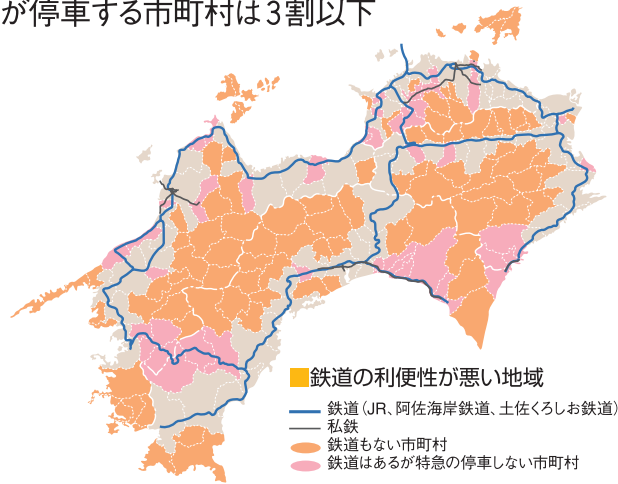 が停車する市町村は3割以下
鉄道の利便性が悪い地域
鉄道（JR、阿佐海岸鉄道、土佐くろしお鉄道）
私鉄
鉄道もない市町村
鉄道はあるが特急の停車しない市町村